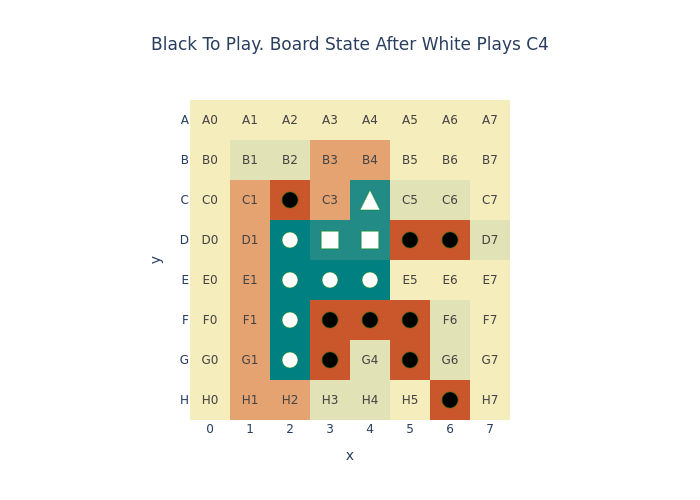 Black To Play. Board State After White Plays C4
A A0 A1 A2 A3 A4 A5 A6 A7
B B0 B1 B2 B3 B4 B5 B6 B7
C C0 C1 C3 C5 C6 C7
D D0 D1 D7
y
E E0 E1 E5 E6 E7
F F0 F1 F6 F7
G G0 G1 G4 G6 G7
H H0 H1 H2 H3 H4 H5 H7
0 1 2 3 4 5 6 7
x